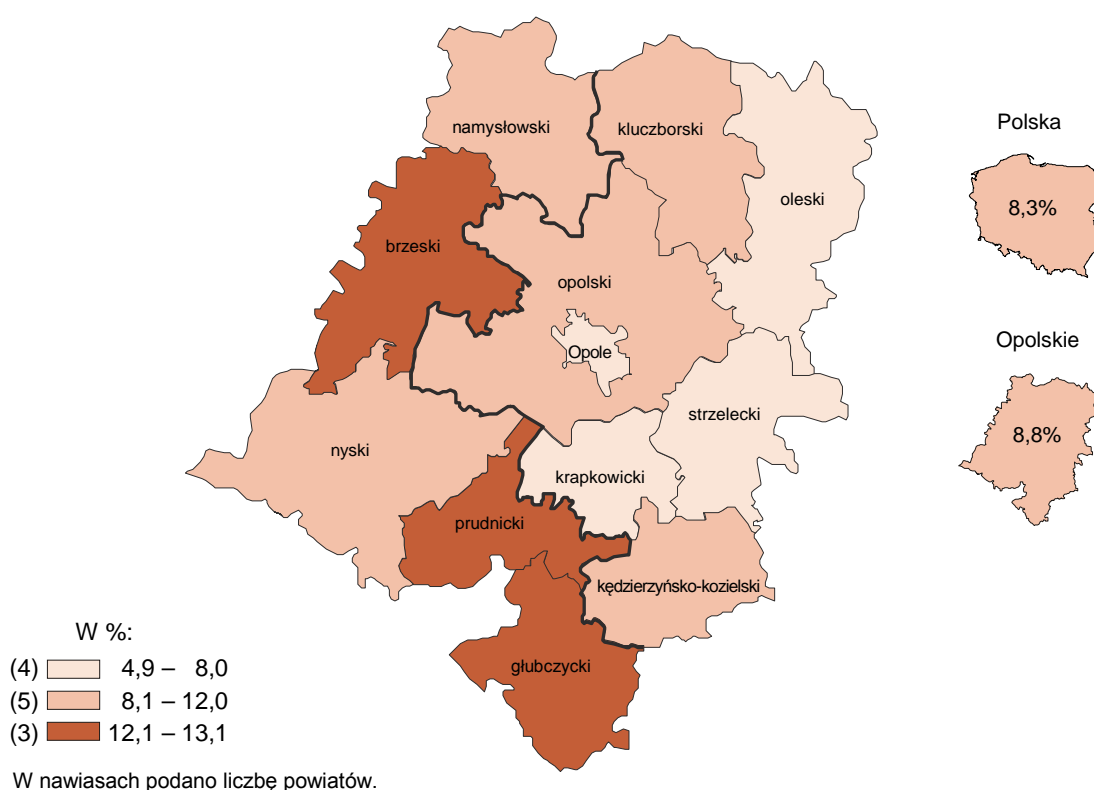 namysłowski
kluczborski
oleski
brzeski
opolski
Opole
strzelecki
nyski
krapkowicki
prudnicki
kędzierzyńsko-kozielski
głubczycki
Polska
8,3%
Opolskie
8,8%
W %:
(4) 4,9 – 8,0
(5) 8,1 – 12,0
(3) 12,1 – 13,1
W nawiasach podano liczbę powiatów.